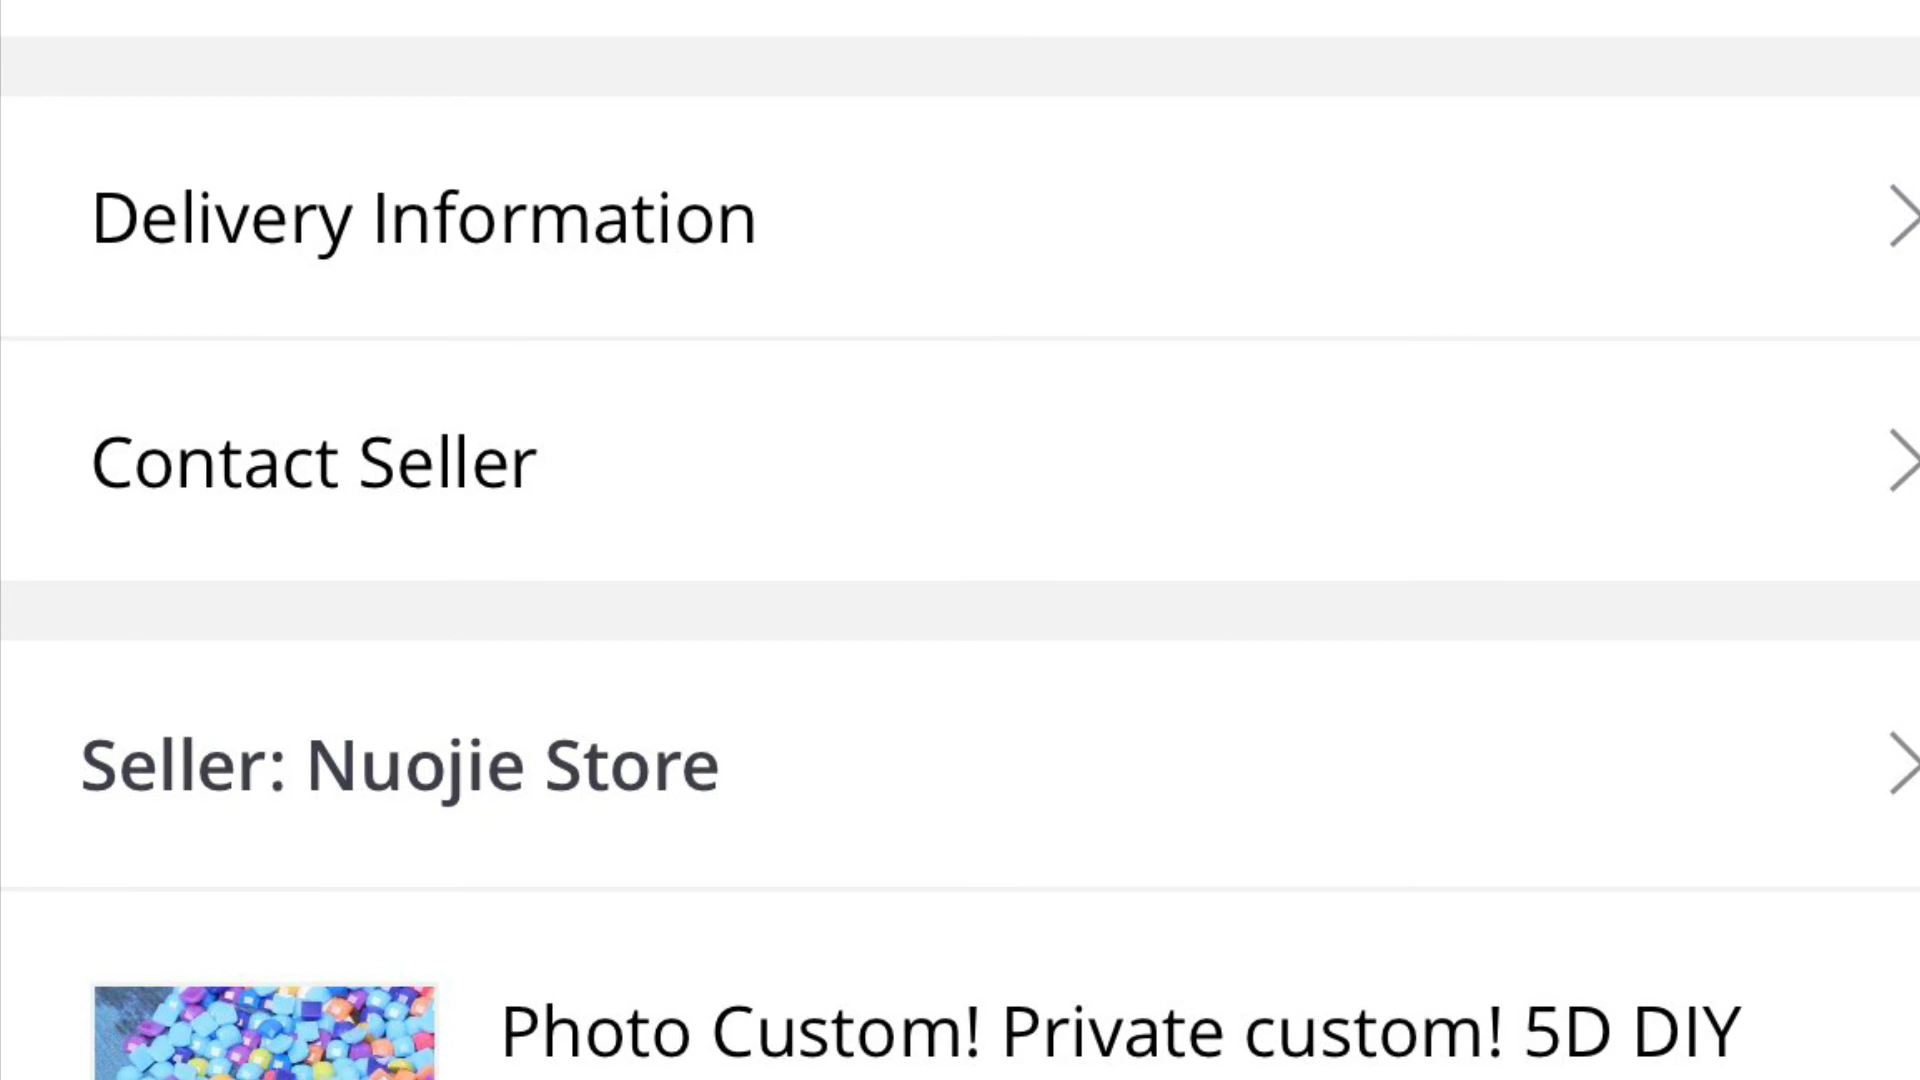 Delivery Information
Contact Seller
Seller: Nuojie Store
Photo Custom! Private custom! 5D DIY